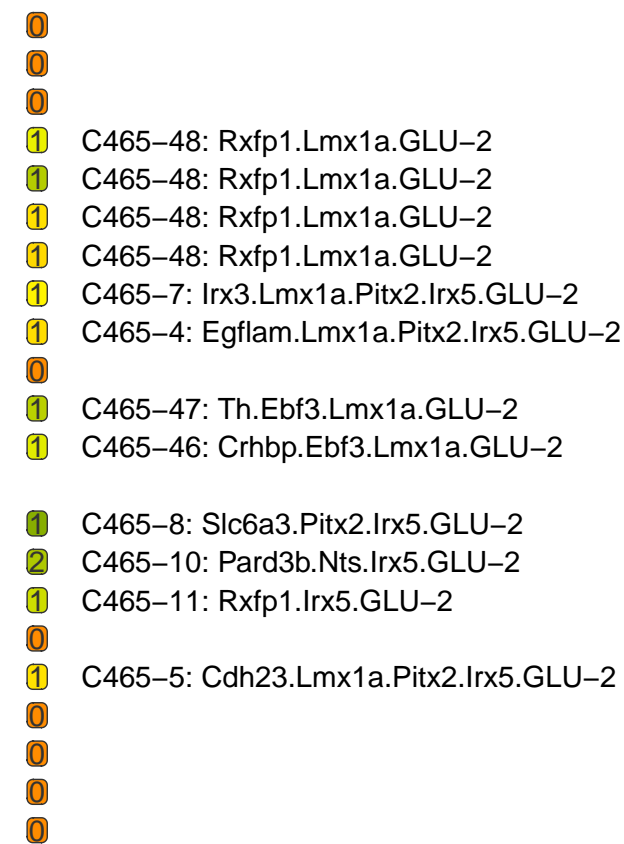 0
0
0
1 C465−48: Rxfp1.Lmx1a.GLU−2
1 C465−48: Rxfp1.Lmx1a.GLU−2
1 C465−48: Rxfp1.Lmx1a.GLU−2
1 C465−48: Rxfp1.Lmx1a.GLU−2
1 C465−7: Irx3.Lmx1a.Pitx2.Irx5.GLU−2
1 C465−4: Egflam.Lmx1a.Pitx2.Irx5.GLU−2
0
1 C465−47: Th.Ebf3.Lmx1a.GLU−2
1 C465−46: Crhbp.Ebf3.Lmx1a.GLU−2
1 C465−8: Slc6a3.Pitx2.Irx5.GLU−2
2 C465−10: Pard3b.Nts.Irx5.GLU−2
1 C465−11: Rxfp1.Irx5.GLU−2
0
1 C465−5: Cdh23.Lmx1a.Pitx2.Irx5.GLU−2
0
0
0
0